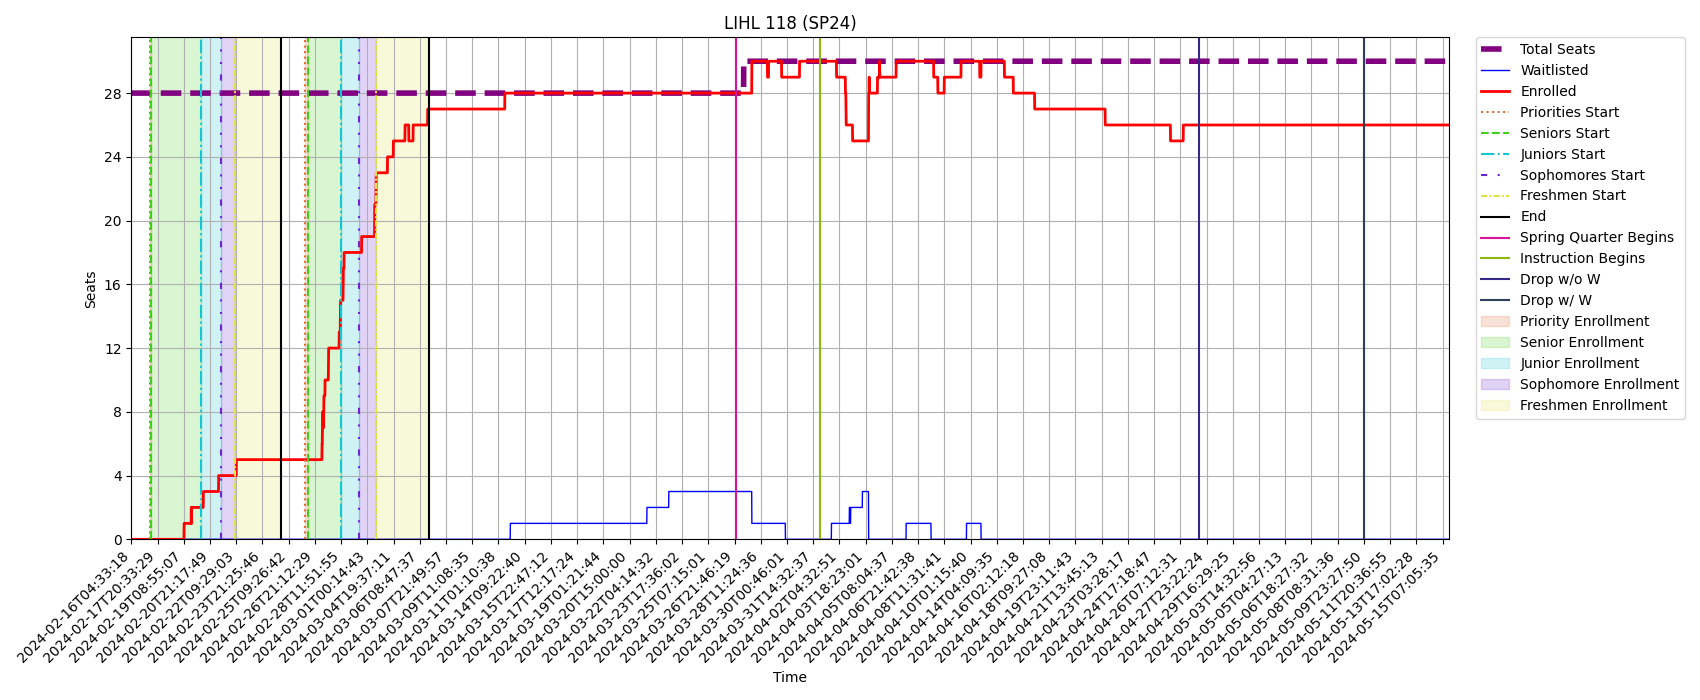 LIHL 118 (SP24)
Seats
28
24
20
16
12
8
4
0
2024-02-16T04:33:18
2024-02-17T20:33:29
2024-02-19T08:55:07
2024-02-20T21:17:49
2024-02-22T09:29:03
2024-02-23T21:25:46
2024-02-25T09:26:42
2024-02-26T21:12:29
2024-02-28T11:51:55
2024-03-01T00:14:43
2024-03-04T19:37:11
2024-03-06T08:47:37
2024-03-07T21:49:57
2024-03-11T01:10:38
2024-03-14T09:22:40
2024-03-15T22:47:12
2024-03-17T12:17:24
2024-03-19T01:21:44
2024-03-20T15:00:00
2024-03-22T04:14:32
2024-03-23T17:36:02
2024-03-25T07:15:01
2024-03-26T21:46:19
2024-03-28T11:24:36
2024-03-30T00:46:01
2024-03-31T14:32:37
2024-04-02T04:32:51
2024-04-03T18:23:01
2024-04-05T08:04:37
2024-04-06T21:42:38
2024-04-08T11:31:41
2024-04-10T01:15:40
2024-04-14T04:09:35
2024-04-16T02:12:18
2024-04-18T09:27:08
2024-04-19T23:11:43
2024-04-21T13:45:13
2024-04-23T03:28:17
2024-04-24T17:18:47
2024-04-26T07:12:31
2024-04-27T23:22:24
2024-04-29T16:29:25
2024-05-03T14:32:56
2024-05-05T04:27:13
2024-05-06T18:27:32
2024-05-08T08:31:36
2024-05-09T23:27:50
2024-05-11T20:36:55
2024-05-13T17:02:28
2024-05-15T07:05:35
Time
Total Seats
Waitlisted
Enrolled
Priorities Start
Seniors Start
Juniors Start
Sophomores Start
Freshmen Start
End
Spring Quarter Begins
Instruction Begins
Drop w/o W
Drop w/ W
Priority Enrollment
Senior Enrollment
Junior Enrollment
Sophomore Enrollment
Freshmen Enrollment